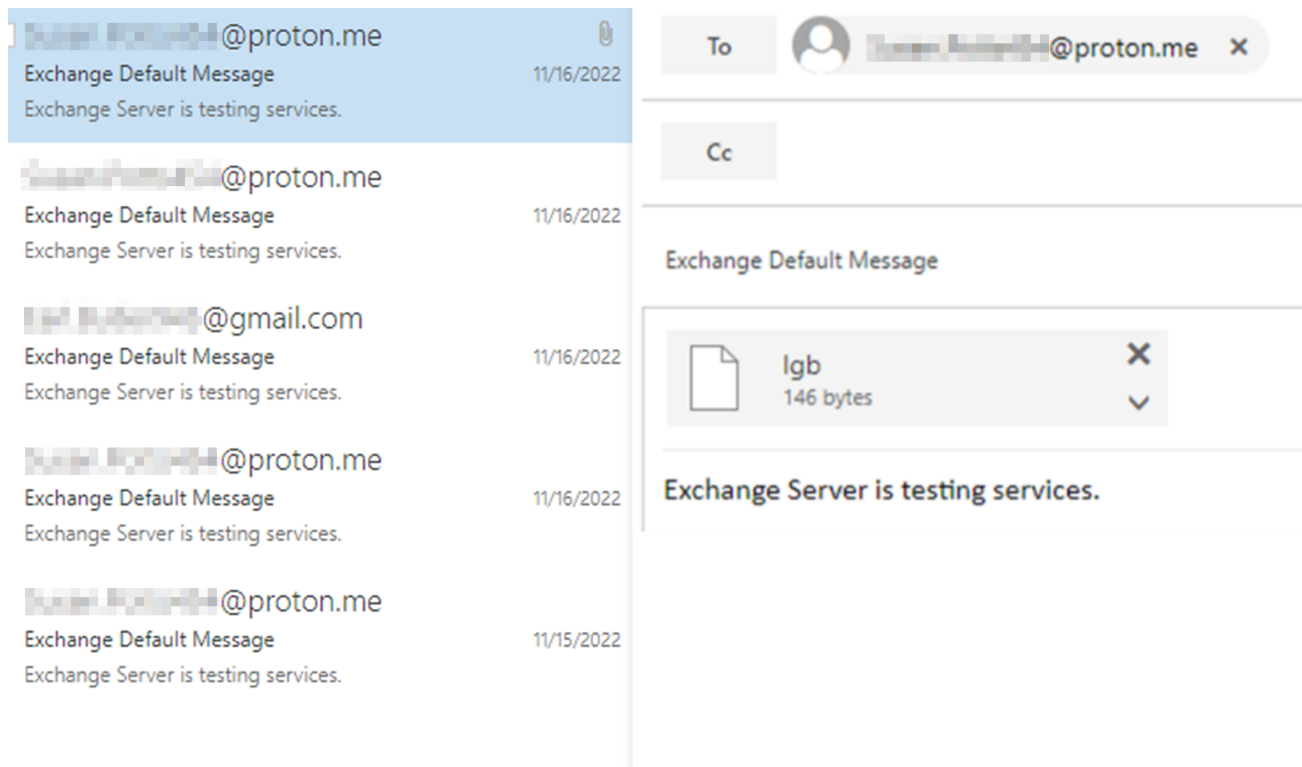 @proton.me
Exchange Default Message 11/16/2022
Exchange Server is testing services.
@proton.me
Exchange Default Message 11/16/2022
Exchange Server is testing services.
@gmail.com
Exchange Default Message 11/16/2022
Exchange Server is testing services.
@proton.me
Exchange Default Message 11/16/2022
Exchange Server is testing services.
@proton.me
Exchange Default Message 11/15/2022
Exchange Server is testing services.
To @proton.me
Cc
Exchange Default Message
lgb
146 bytes
Exchange Server is testing services.